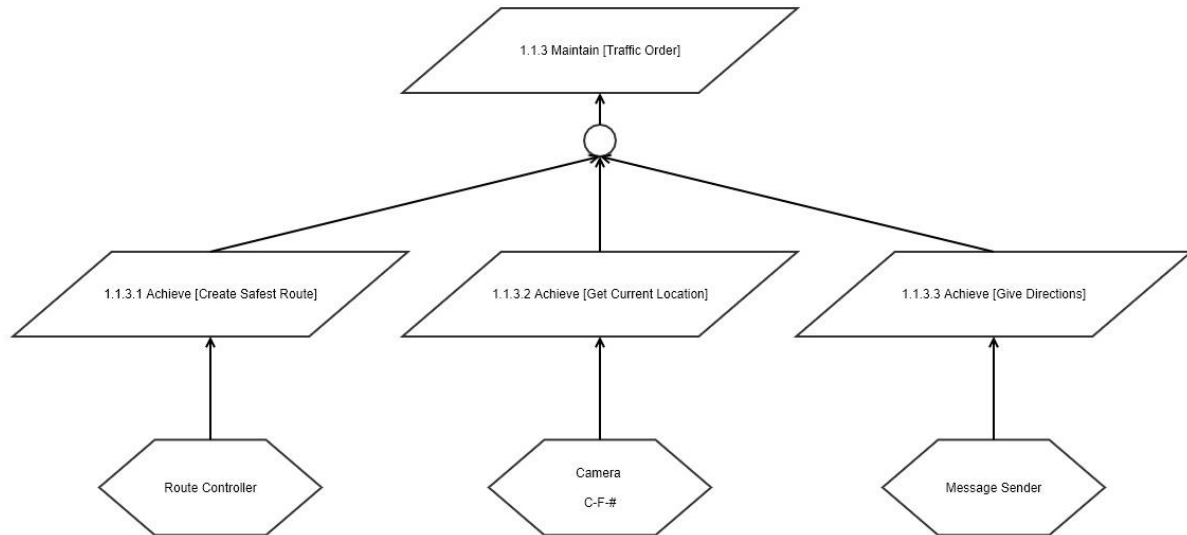 1.1.3 Maintain [Traffic Order]
1.1.3.1 Achieve [Create Safest Route]
1.1.3.2 Achieve [Get Current Location]
1.1.3.3 Achieve [Give Directions]
Route Controller
Camera
C-F-#
Message Sender